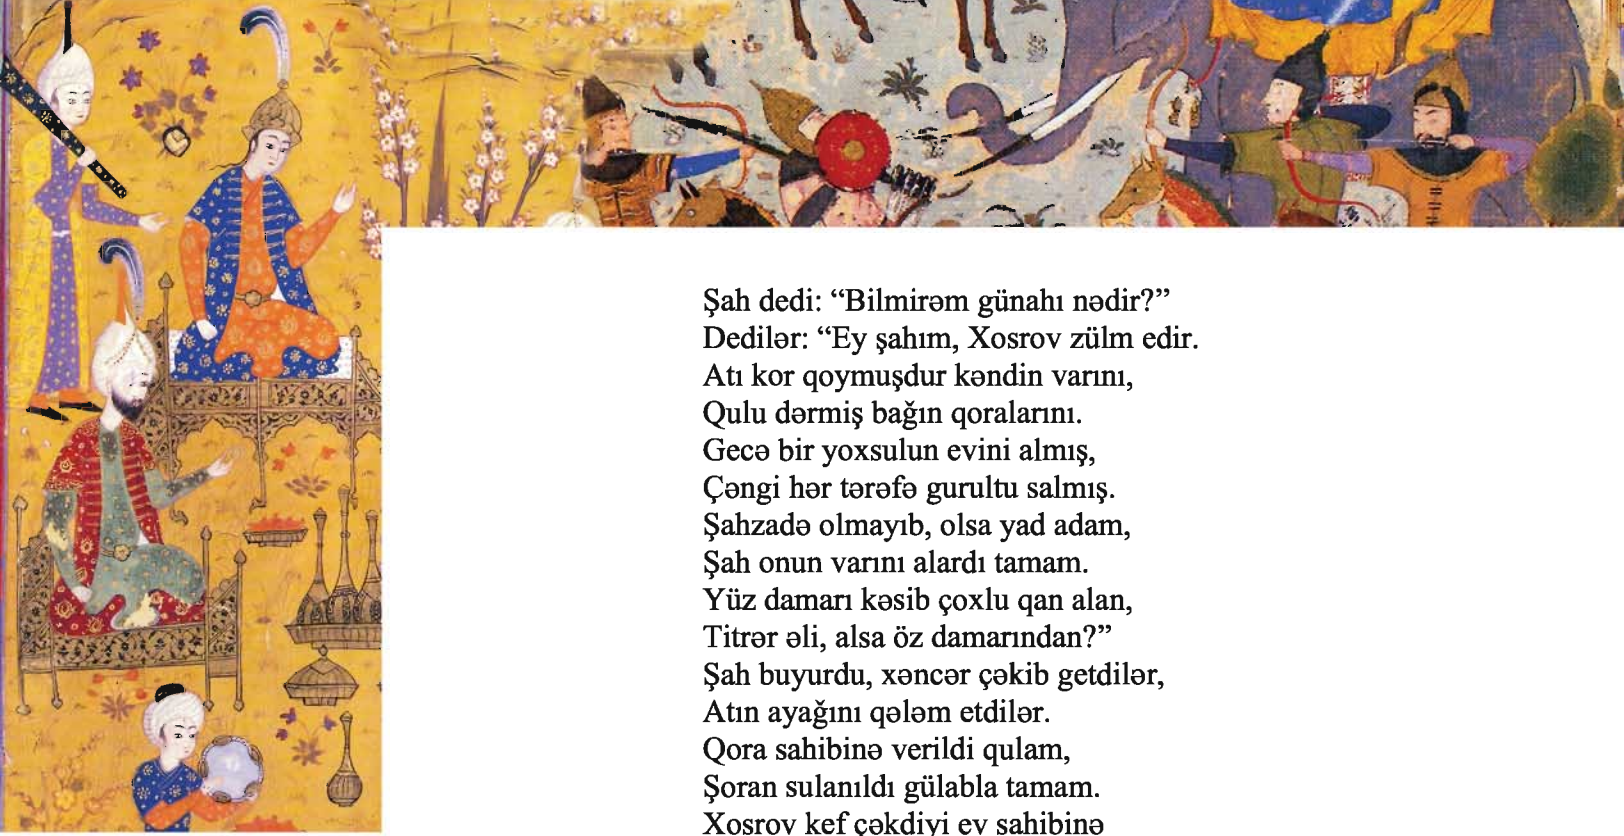 Şah dedi: “Bilmirəm günahı nədir?”
Dedilər: “Ey şahım, Xosrov zülm edir.
Atı kor qoymuşdur kəndin varını,
Qulu dərmiş bağın qoralarını.
Gecə bir yoxsulun evini almış,
Çəngi hər tərəfə gurultu salmış.
Şahzadə olmayıb, olsa yad adam,
Şah onun varını alardı tamam.
Yüz damarı kəsib çoxlu qan alan,
Titrər əli, alsa öz damarından?”
Şah buyurdu, xəncər çəkib getdilər,
Atın ayağını qələm etdilər.
Qora sahibinə verildi qulam,
Şoran sulanıldı gülabla tamam.
Xosrov kef çəkdiyi ev sahibinə